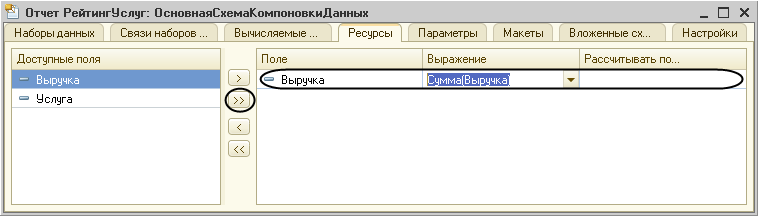 Отчет РейтингУслуг: ОсновнаяСхемаКомпоновкиДанных
Наборы данных Связи наборов ... Вычисляемые ... Ресурсы Параметры Макеты Вложенные сх... Настройки
Доступные поля
Выручка
Услуга
>
>>
<
<<
Поле Выражение Рассчитывать по...
Выручка Сумма(Выручка)